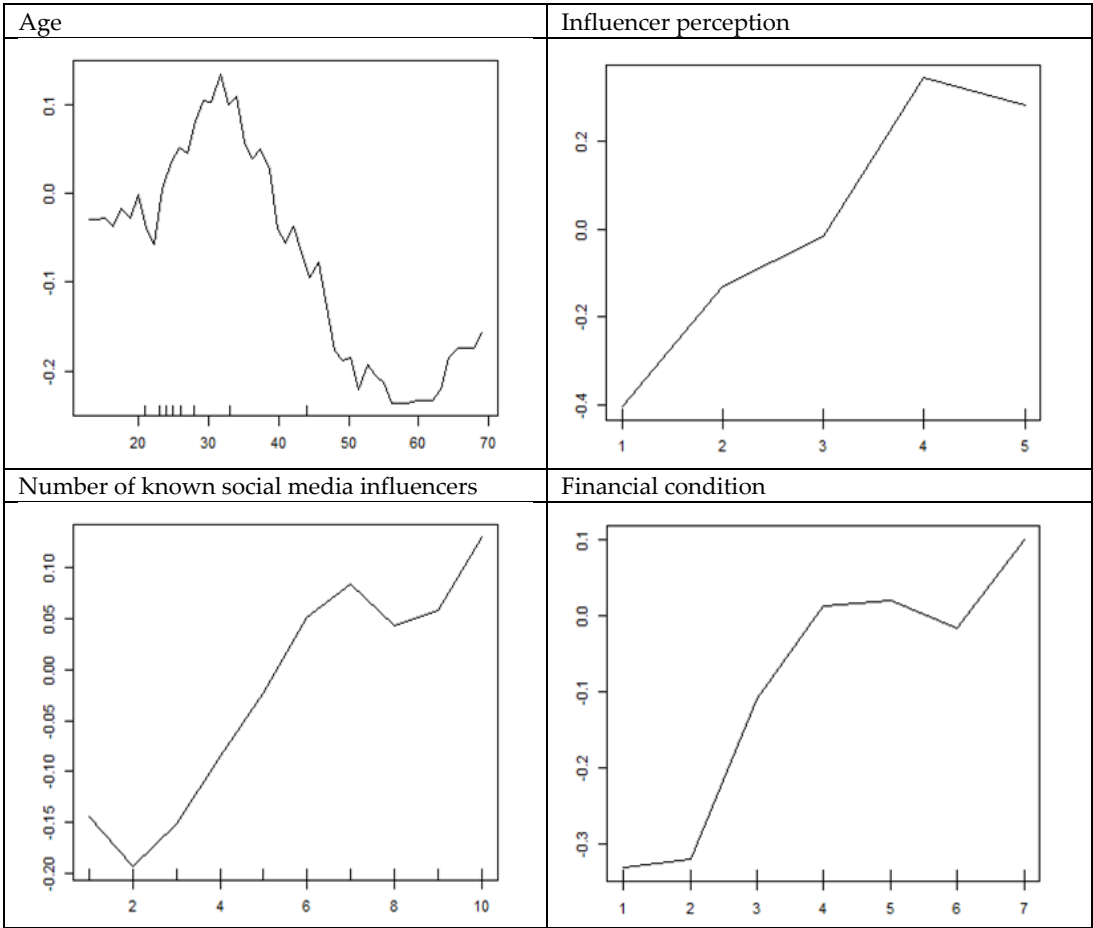 Age
Influencer perception
0.1
0.0
-0.1
-0.2
20 30 40 50 60 70
0.2
0.0
-0.2
-0.4
1 2 3 4 5
Number of known social media influencers
Financial condition
0.10
0.05
0.00
-0.05
-0.10
-0.15
-0.20
2 4 6 8 10
0.1
0.0
-0.1
-0.2
-0.3
1 2 3 4 5 6 7